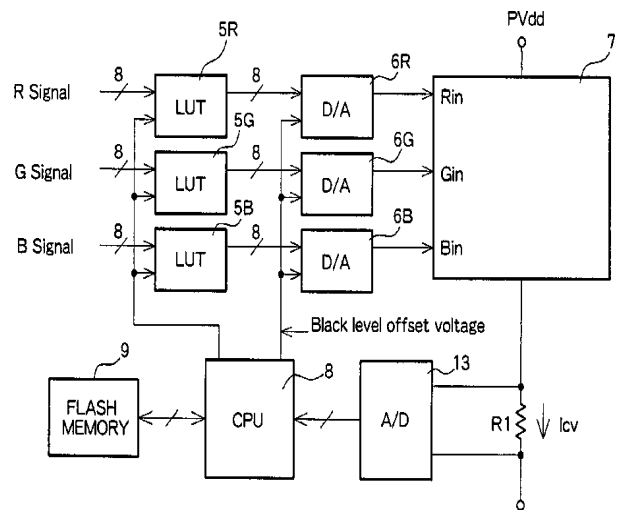 5R
PVdd
7
8
8
6R
R Signal
LUT
D/A
Rin
5G
8
8
6G
G Signal
LUT
D/A
Gin
5B
8
8
6B
B Signal
LUT
D/A
Bin
Black level offset voltage
9
8
13
FLASH MEMORY
CPU
A/D
R1
Icv